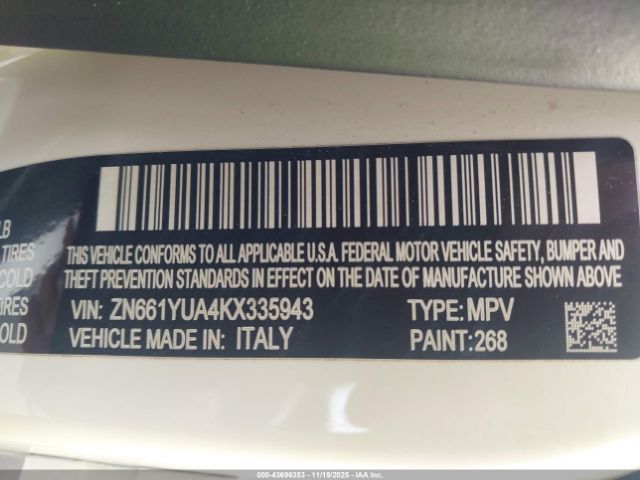 LB
TIRES
COLD
TIRES
COLD
THIS VEHICLE CONFORMS TO ALL APPLICABLE U.S.A. FEDERAL MOTOR VEHICLE SAFETY, BUMPER AND
THEFT PREVENTION STANDARDS IN EFFECT ON THE DATE OF MANUFACTURE SHOWN ABOVE
VIN: ZN661YUA4KX335943 TYPE: MPV
VEHICLE MADE IN: ITALY PAINT: 268
000-43696353 - 11/19/2025 - IAA Inc.